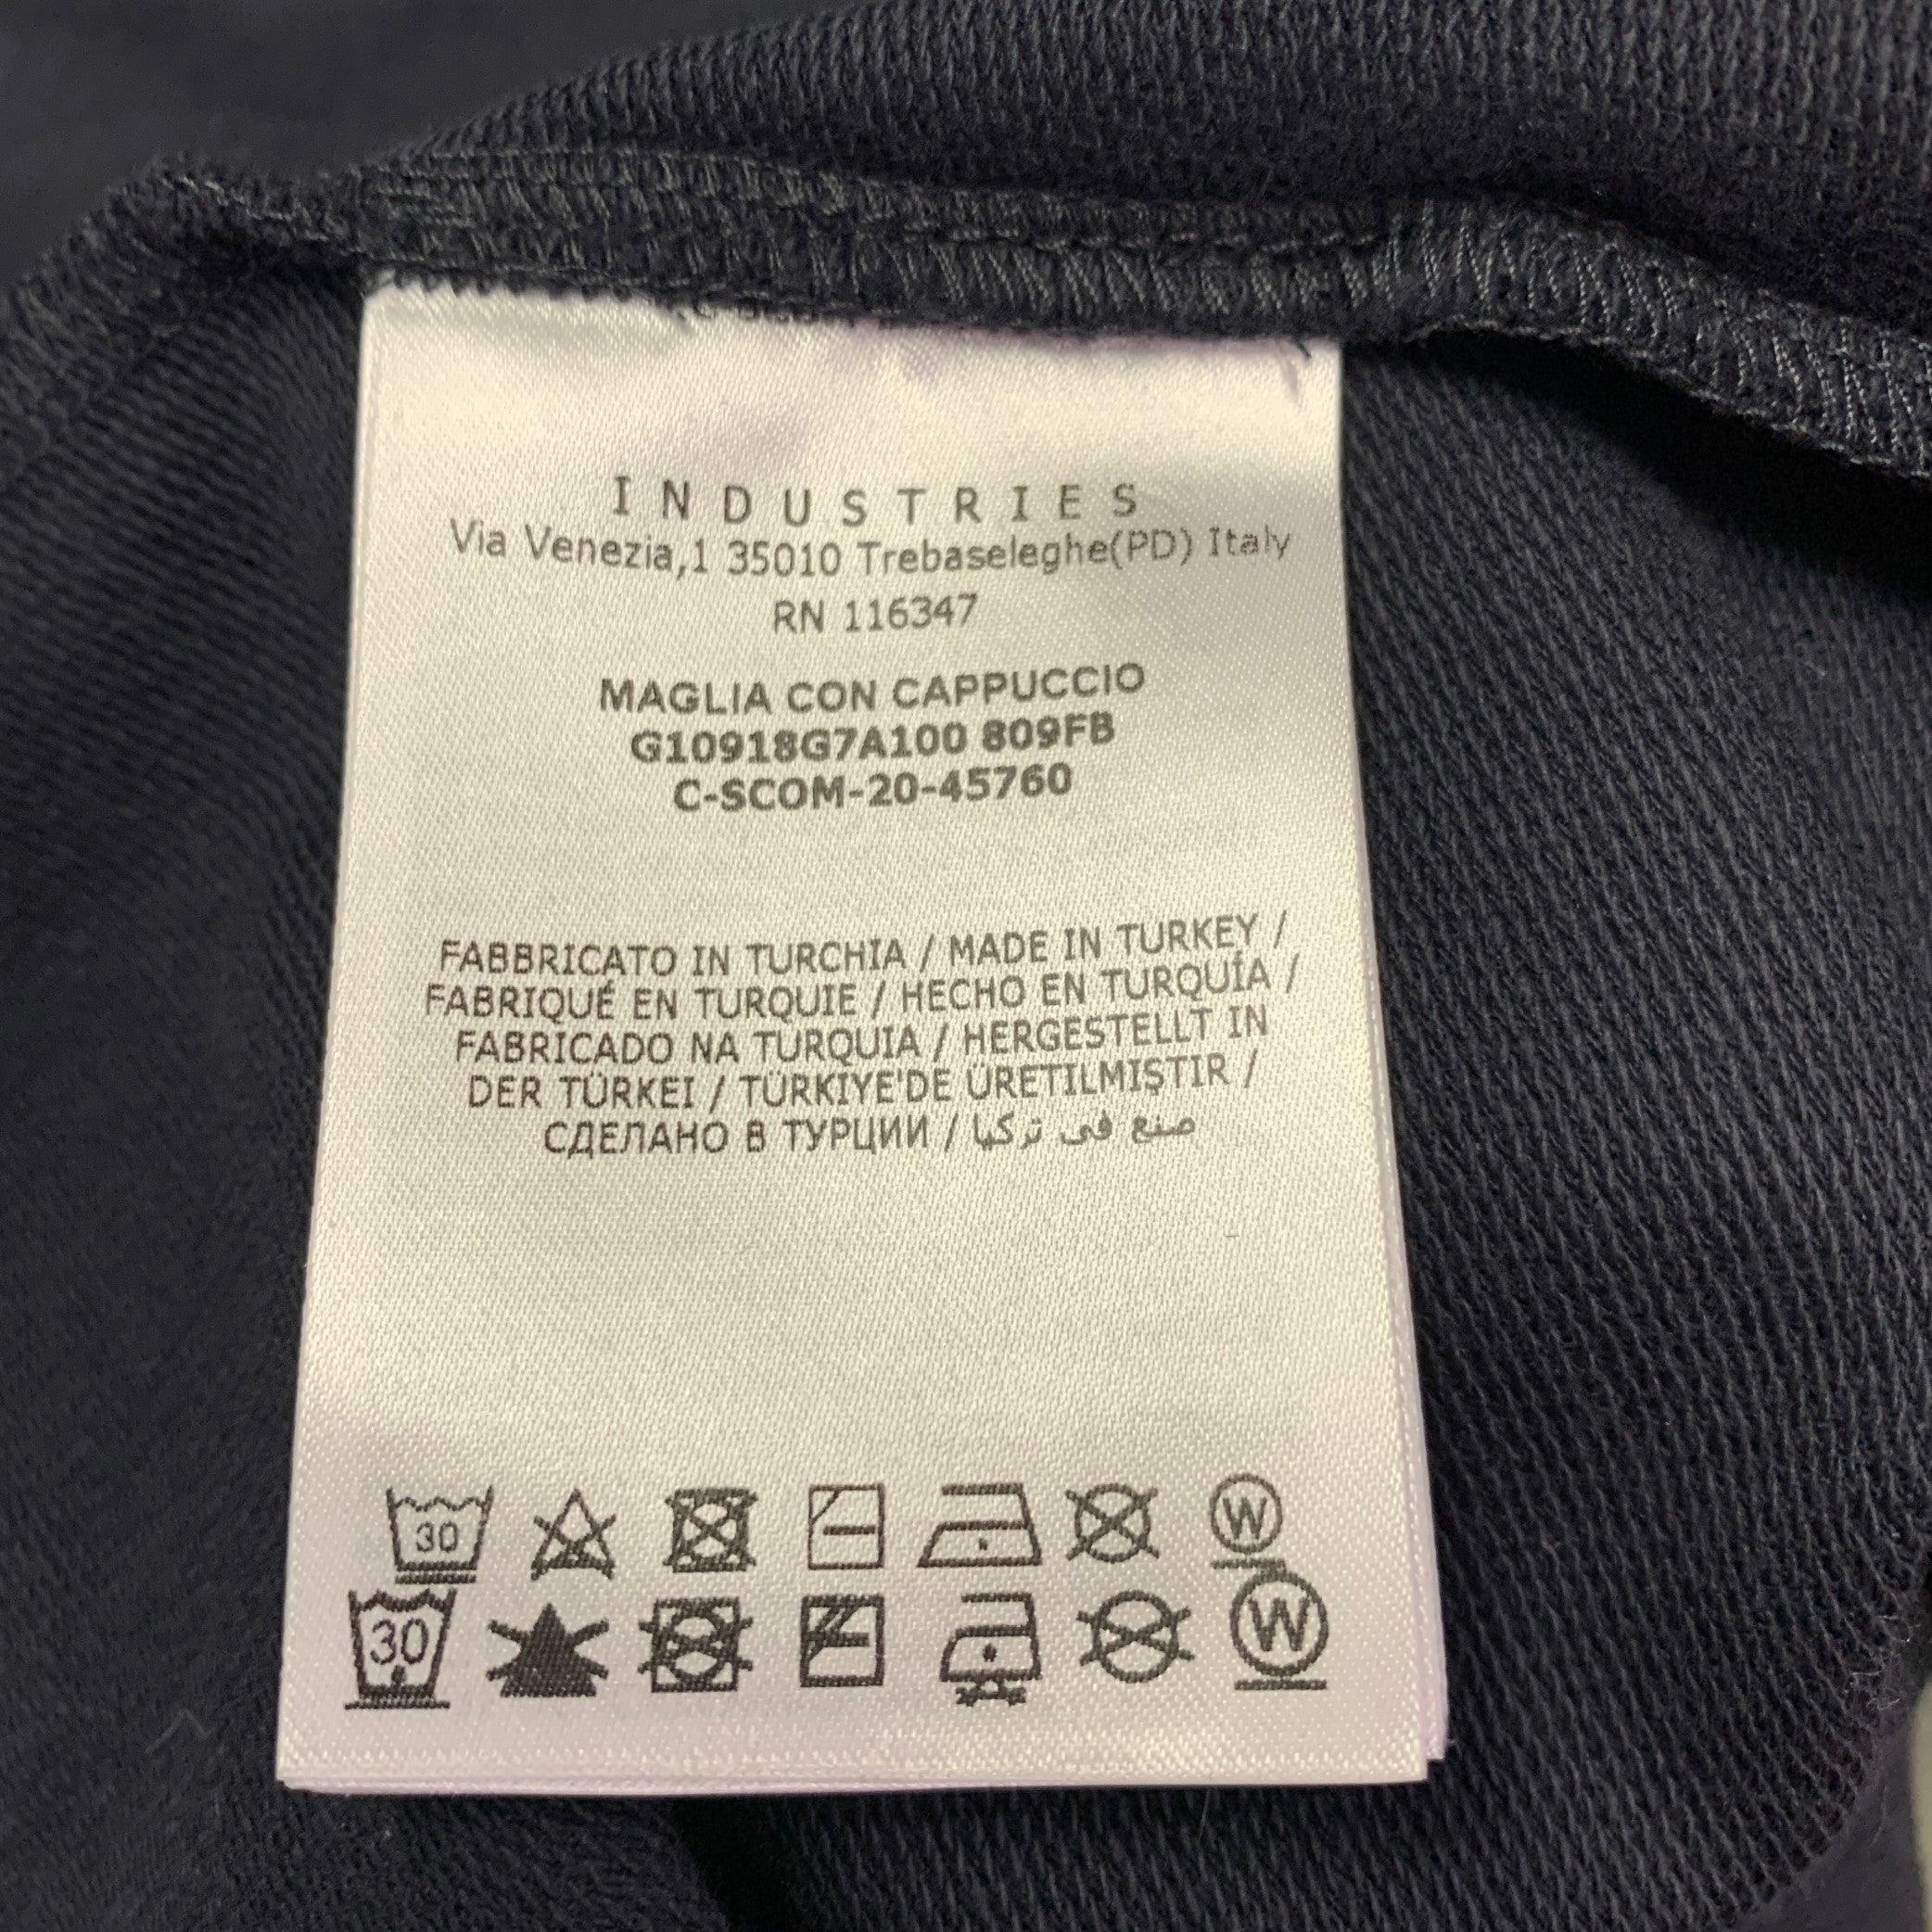 INDUSTRIES
Via Venezia,1 35010 Trebaseleghe(PD) Italy
RN 116347
MAGLIA CON CAPPUCCIO
G10918G7A100 809FB
C-SCOM-20-45760
FABBRICATO IN TURCHIA / MADE IN TURKEY /
FABRIQUÉ EN TURQUIE / HECHO EN TURQUÍA /
FABRICADO NA TURQUIA / HERGESTELLT IN
DER TÜRKEI / TÜRKIYE'DE ÜRETILMIŞTIR /
СДЕЛАНО В ТУРЦИИ / صنع في تركيا
30 W
30 W